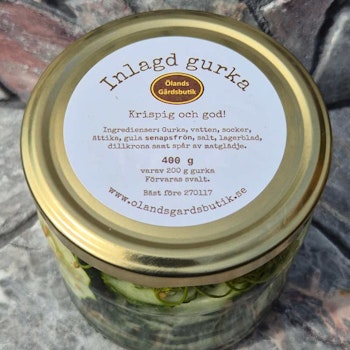 Inlagd gurka
Ölands
Gårdsbutik
Krispig och god!
Ingredienser: Gurka, vatten, socker,
ättika, gula senapsfrön, salt, lagerblad,
dillkrona samt spår av matglädje.
400 g
varav 200 g gurka
Förvaras svalt.
Bäst före 270117
www.olandsgardsbutik.se